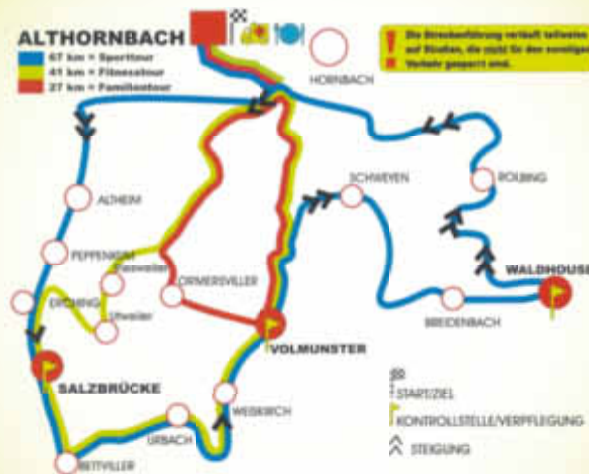 ALTHORNBACH
67 km = Sporttour
41 km = Fitnesstour
27 km = Familientour
! Die Streckenführung verläuft teilweise
auf Straßen, die nicht für den sonstigen
Verkehr gesperrt sind.
HORNBACH
ALTHEIM
PEPPENKUM
Riesweiler
ERCHING
Utweiler
ORMERSVILLER
SCHWEYEN
ROLBING
WALDHOUSE
BREIDENBACH
VOLMUNSTER
SALZBRÜCKE
WEISKIRCH
URBACH
BETTVILLER
START/ZIEL
KONTROLLSTELLE/VERPFLEGUNG
STEIGUNG